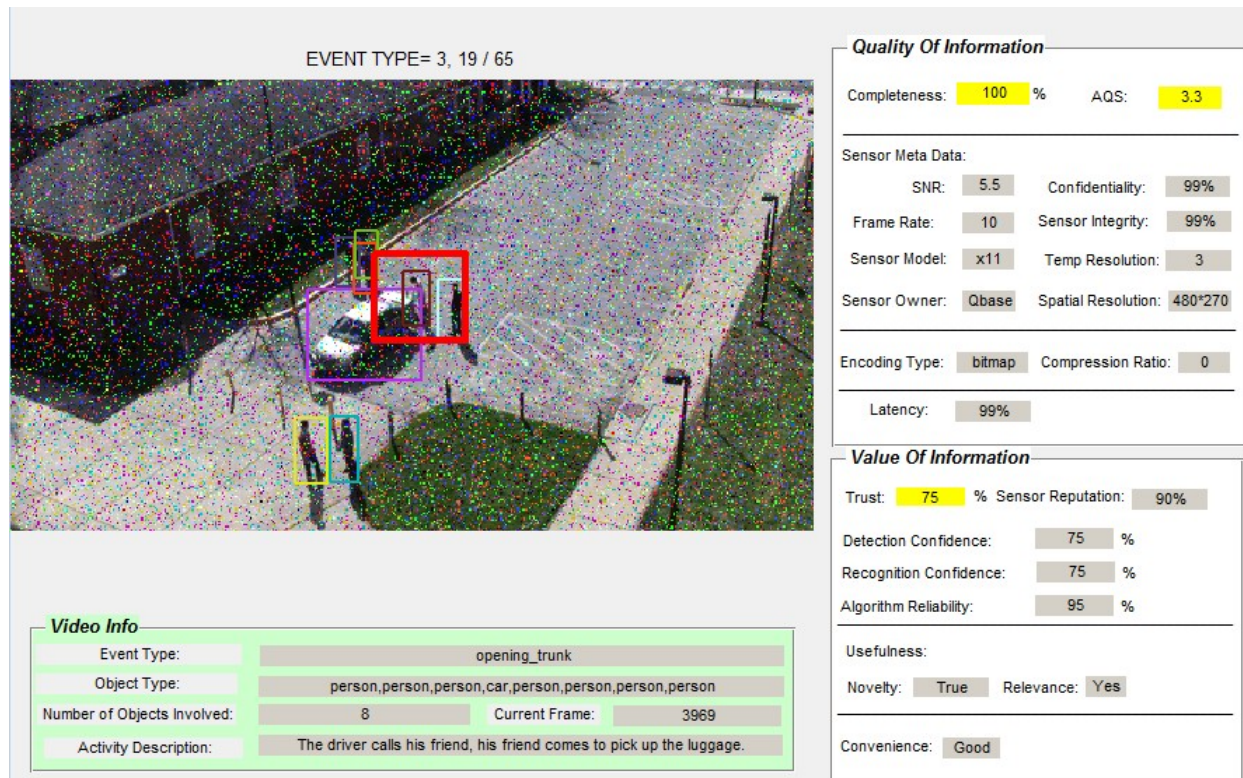 EVENT TYPE= 3, 19 / 65
Quality Of Information
Completeness: 100 % AQS: 3.3
Sensor Meta Data:
SNR: 5.5 Confidentiality: 99%
Frame Rate: 10 Sensor Integrity: 99%
Sensor Model: x11 Temp Resolution: 3
Sensor Owner: Qbase Spatial Resolution: 480*270
Encoding Type: bitmap Compression Ratio: 0
Latency: 99%
Value Of Information
Trust: 75 % Sensor Reputation: 90%
Detection Confidence: 75 %
Recognition Confidence: 75 %
Algorithm Reliability: 95 %
Usefulness:
Novelty: True Relevance: Yes
Convenience: Good
Video Info
Event Type: opening_trunk
Object Type: person,person,person,car,person,person,person,person
Number of Objects Involved: 8 Current Frame: 3969
Activity Description: The driver calls his friend, his friend comes to pick up the luggage.